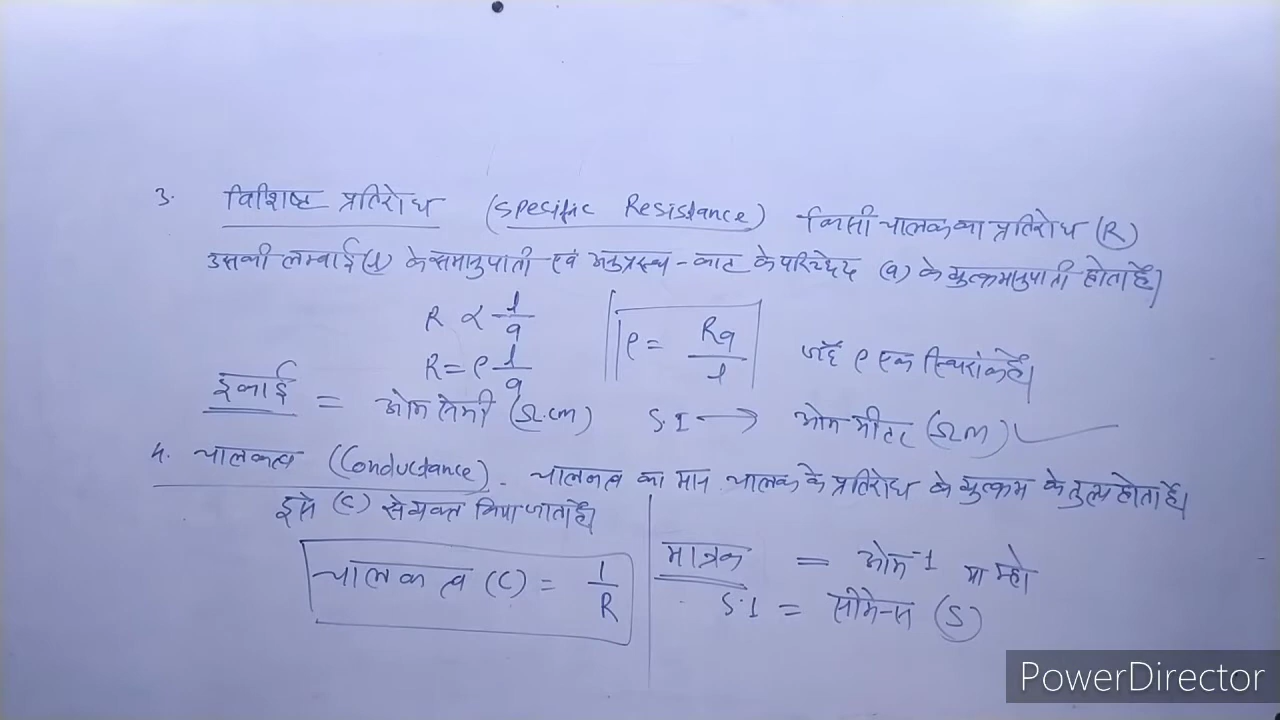 3. विशिष्ट प्रतिरोध (Specific Resistance) किसी चालक का प्रतिरोध (R)
उसकी लम्बाई (l) के समानुपाती एवं अनुप्रस्थ-काट के परिच्छेद (a) के व्युत्क्रमानुपाती होता है।
R ∝ l/a
R = ρ l/a
ρ = Ra/l जहाँ ρ एक स्थिरांक है।
इकाई = ओम सेमी (Ω.cm) S.I → ओम मीटर (Ωm)
4. चालकत्व (Conductance). चालकत्व का मान चालक के प्रतिरोध के व्युत्क्रम के तुल्य होता है।
इसे (C) से व्यक्त किया जाता है।
चालकत्व (C) = 1/R
मात्रक = ओम⁻¹ या म्हो
S.I = सीमेन्स (S)
PowerDirector